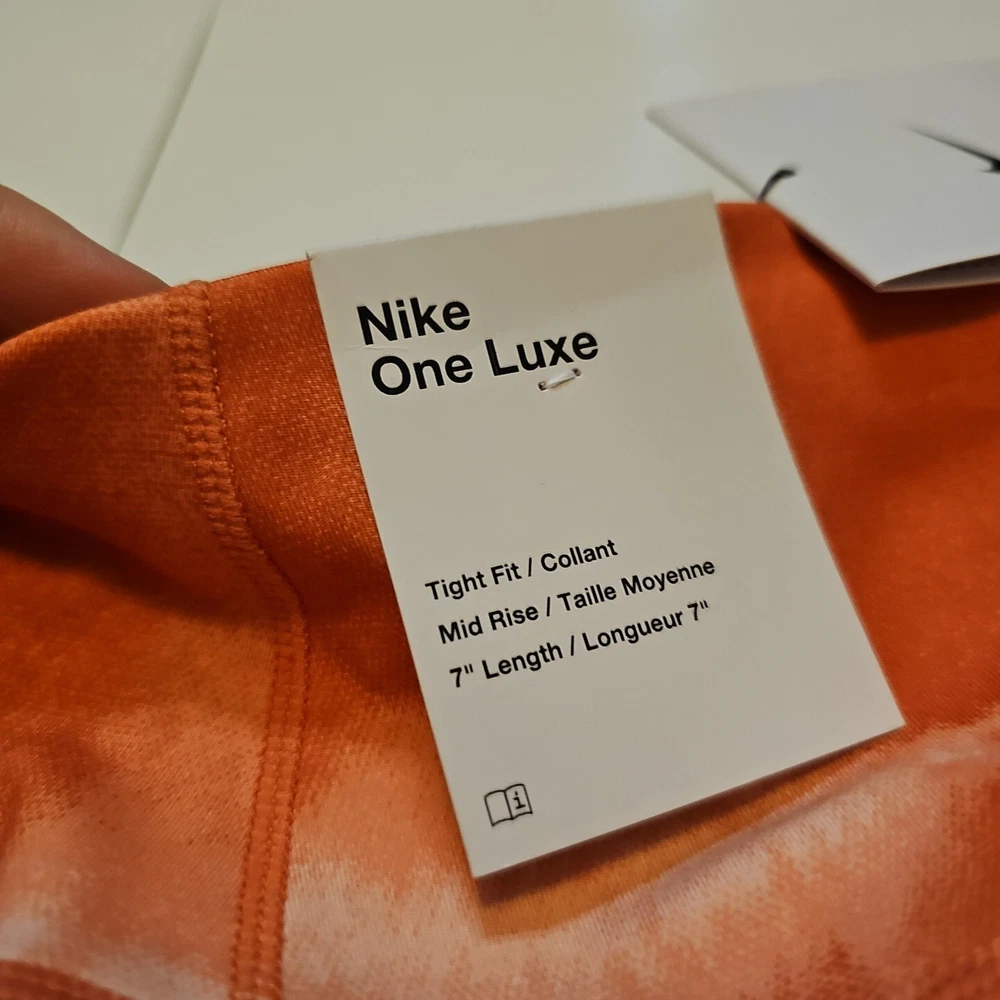 Nike
One Luxe
Tight Fit / Collant
Mid Rise / Taille Moyenne
7" Length / Longueur 7"
i